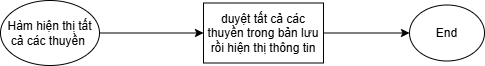 Hàm hiện thị tất
cả các thuyền
duyệt tất cả các
thuyền trong bản lưu
rồi hiện thị thông tin
End